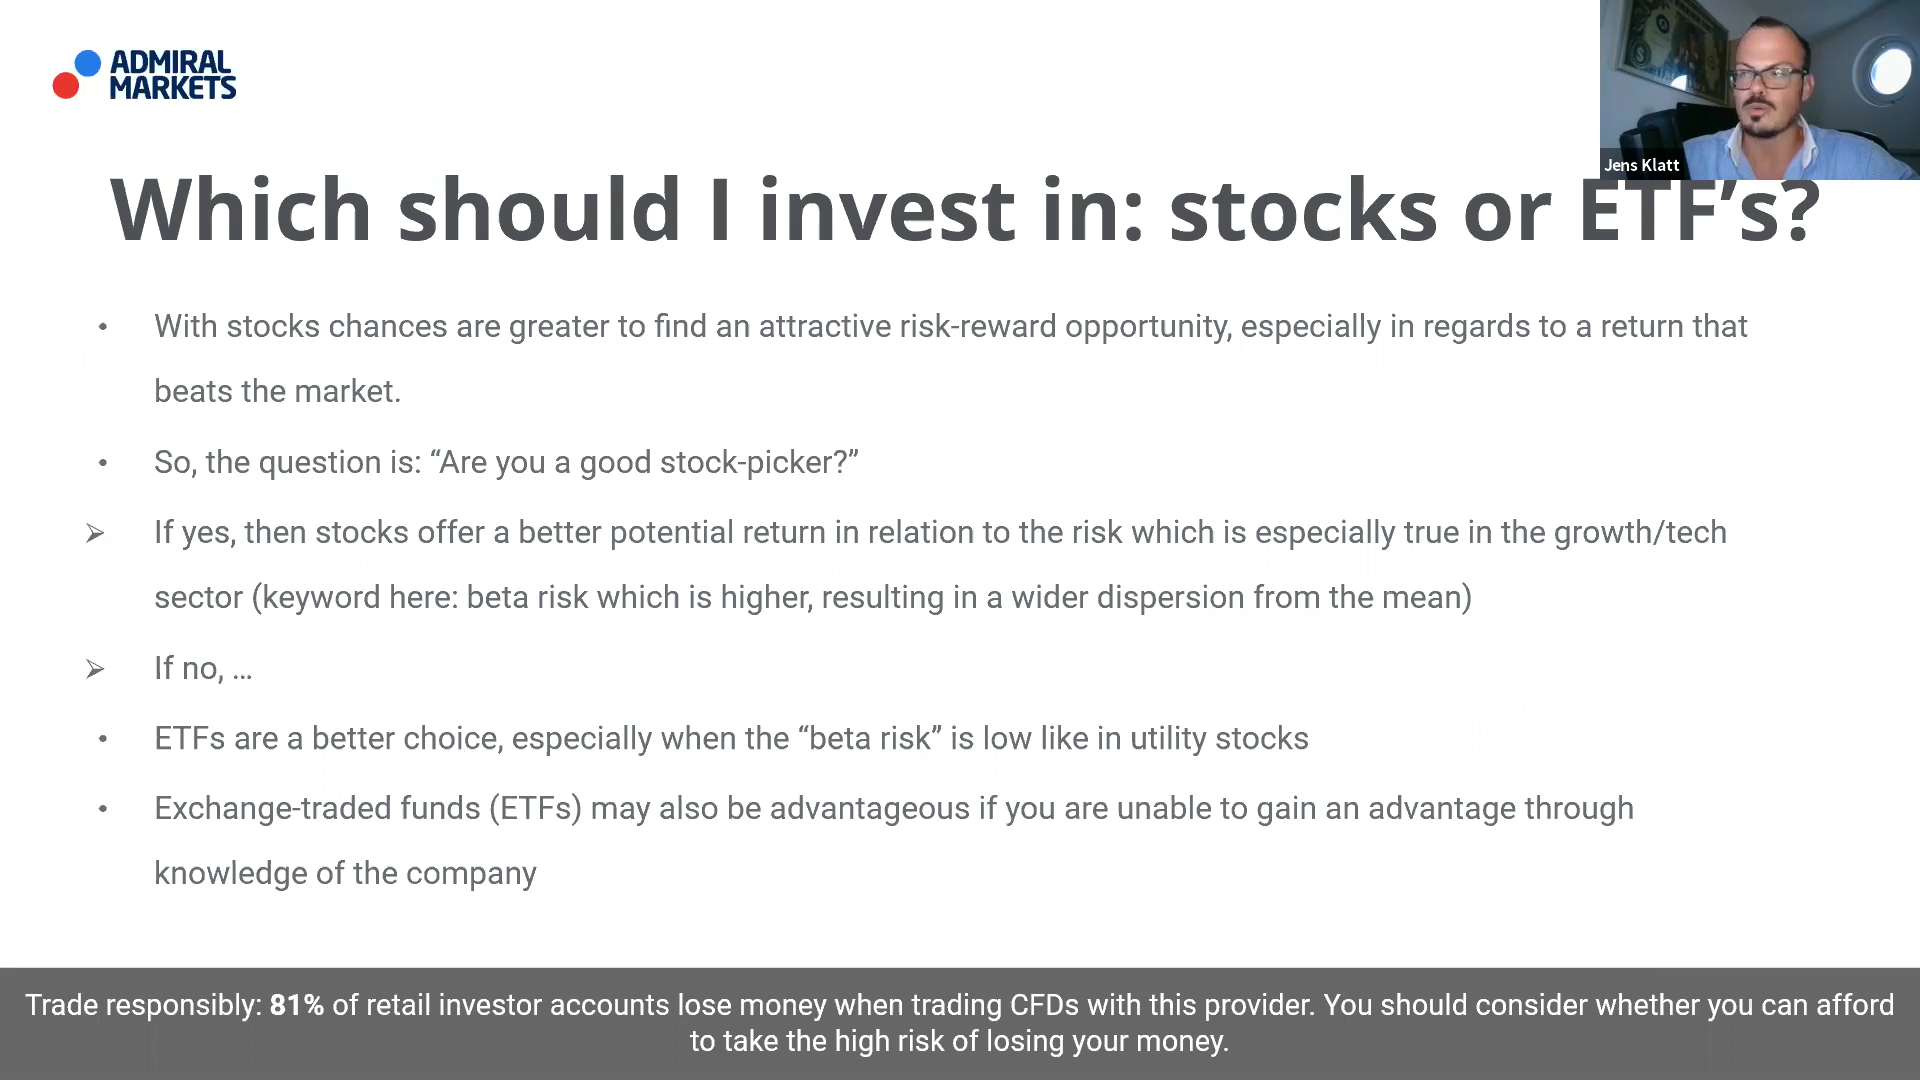 ADMIRAL
MARKETS
Jens Klatt
Which should I invest in: stocks or ETF’s?
• With stocks chances are greater to find an attractive risk-reward opportunity, especially in regards to a return that
beats the market.
• So, the question is: “Are you a good stock-picker?”
➢ If yes, then stocks offer a better potential return in relation to the risk which is especially true in the growth/tech
sector (keyword here: beta risk which is higher, resulting in a wider dispersion from the mean)
➢ If no, ...
• ETFs are a better choice, especially when the “beta risk” is low like in utility stocks
• Exchange-traded funds (ETFs) may also be advantageous if you are unable to gain an advantage through
knowledge of the company
Trade responsibly: 81% of retail investor accounts lose money when trading CFDs with this provider. You should consider whether you can afford
to take the high risk of losing your money.